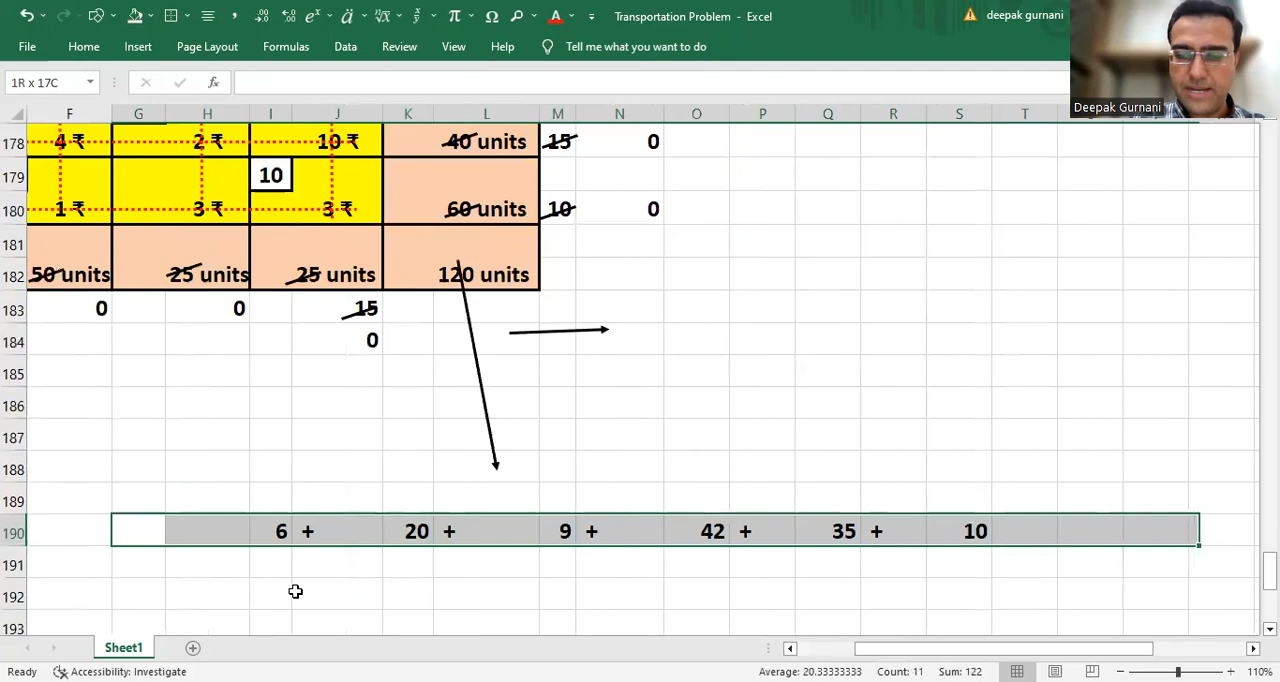 Transportation Problem - Excel
deepak gurnani
File Home Insert Page Layout Formulas Data Review View Help Tell me what you want to do
1R x 17C
fx
Deepak Gurnani
F G H I J K L M N O P Q R S T U V
178 4 ₹ 2 ₹ 10 ₹ 40 units 15 0
179 10
180 1 ₹ 3 ₹ 3 ₹ 60 units 10 0
181
182 50 units 25 units 25 units 120 units
183 0 0 15
184 0
185
186
187
188
189
190 6 + 20 + 9 + 42 + 35 + 10
191
192
193
Sheet1
Ready Accessibility: Investigate Average: 20.33333333 Count: 11 Sum: 122 110%